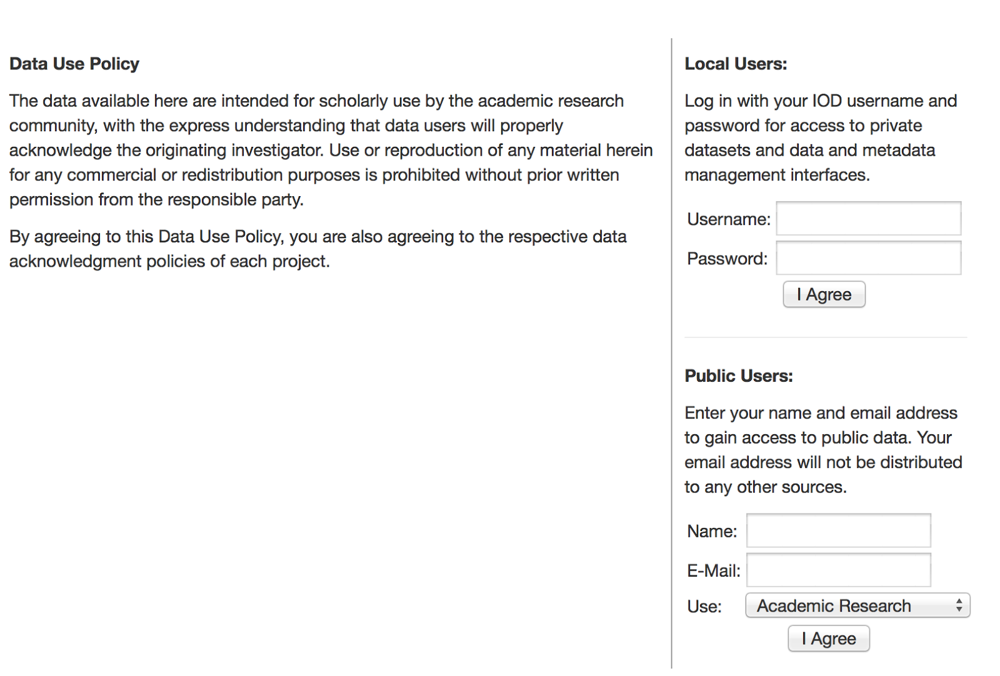 Data Use Policy
The data available here are intended for scholarly use by the academic research
community, with the express understanding that data users will properly
acknowledge the originating investigator. Use or reproduction of any material herein
for any commercial or redistribution purposes is prohibited without prior written
permission from the responsible party.
By agreeing to this Data Use Policy, you are also agreeing to the respective data
acknowledgment policies of each project.
Local Users:
Log in with your IOD username and
password for access to private
datasets and data and metadata
management interfaces.
Username:
Password:
I Agree
Public Users:
Enter your name and email address
to gain access to public data. Your
email address will not be distributed
to any other sources.
Name:
E-Mail:
Use: Academic Research
I Agree